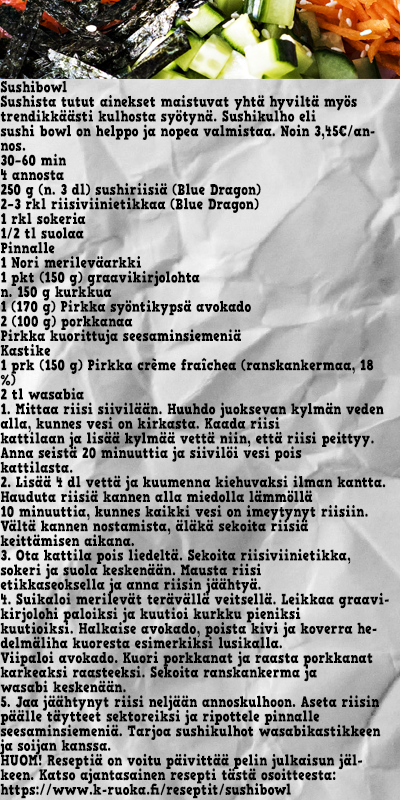 Sushibowl
Sushista tutut ainekset maistuvat yhtä hyviltä myös
trendikkäästi kulhosta syötynä. Sushikulho eli
sushi bowl on helppo ja nopea valmistaa. Noin 3,45€/an-
nos.
30-60 min
4 annosta
250 g (n. 3 dl) sushiriisiä (Blue Dragon)
2-3 rkl riisiviinietikkaa (Blue Dragon)
1 rkl sokeria
1/2 tl suolaa
Pinnalle
1 Nori merileväarkki
1 pkt (150 g) graavikirjolohta
n. 150 g kurkkua
1 (170 g) Pirkka syöntikypsä avokado
2 (100 g) porkkanaa
Pirkka kuorittuja seesaminsiemeniä
Kastike
1 prk (150 g) Pirkka crème fraîchea (ranskankermaa, 18
%)
2 tl wasabia
1. Mittaa riisi siivilään. Huuhdo juoksevan kylmän veden
alla, kunnes vesi on kirkasta. Kaada riisi
kattilaan ja lisää kylmää vettä niin, että riisi peittyy.
Anna seistä 20 minuuttia ja siivilöi vesi pois
kattilasta.
2. Lisää 4 dl vettä ja kuumenna kiehuvaksi ilman kantta.
Hauduta riisiä kannen alla miedolla lämmöllä
10 minuuttia, kunnes kaikki vesi on imeytynyt riisiin.
Vältä kannen nostamista, äläkä sekoita riisiä
keittämisen aikana.
3. Ota kattila pois liedeltä. Sekoita riisiviinietikka,
sokeri ja suola keskenään. Mausta riisi
etikkaseoksella ja anna riisin jäähtyä.
4. Suikaloi merilevät terävällä veitsellä. Leikkaa graavi-
kirjolohi paloiksi ja kuutioi kurkku pieniksi
kuutioiksi. Halkaise avokado, poista kivi ja koverra he-
delmäliha kuoresta esimerkiksi lusikalla.
Viipaloi avokado. Kuori porkkanat ja raasta porkkanat
karkeaksi raasteeksi. Sekoita ranskankerma ja
wasabi keskenään.
5. Jaa jäähtynyt riisi neljään annoskulhoon. Aseta riisin
päälle täytteet sektoreiksi ja ripottele pinnalle
seesaminsiemeniä. Tarjoa sushikulhot wasabikastikkeen
ja soijan kanssa.
HUOM! Reseptiä on voitu päivittää pelin julkaisun jäl-
keen. Katso ajantasainen resepti tästä osoitteesta:
https://www.k-ruoka.fi/reseptit/sushibowl